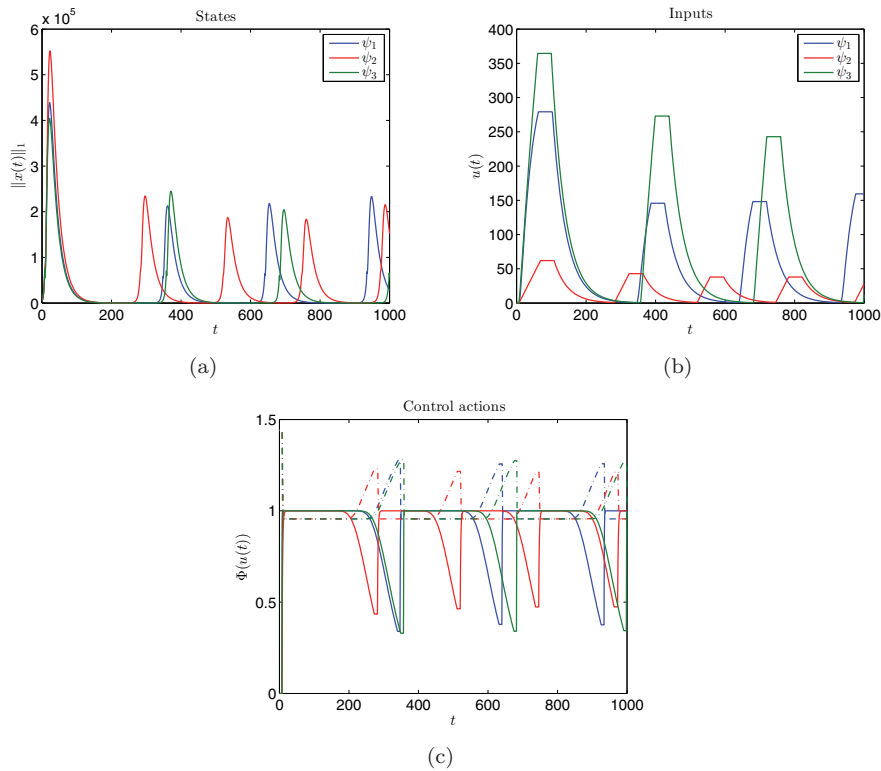 States
x 10^5
6
5
4
3
2
1
0
‖x(t)‖₁
0 200 400 600 800 1000
t
ψ₁
ψ₂
ψ₃
(a)
Inputs
400
350
300
250
200
150
100
50
0
u(t)
0 200 400 600 800 1000
t
ψ₁
ψ₂
ψ₃
(b)
Control actions
1.5
1
0.5
0
Φ(u(t))
0 200 400 600 800 1000
t
(c)